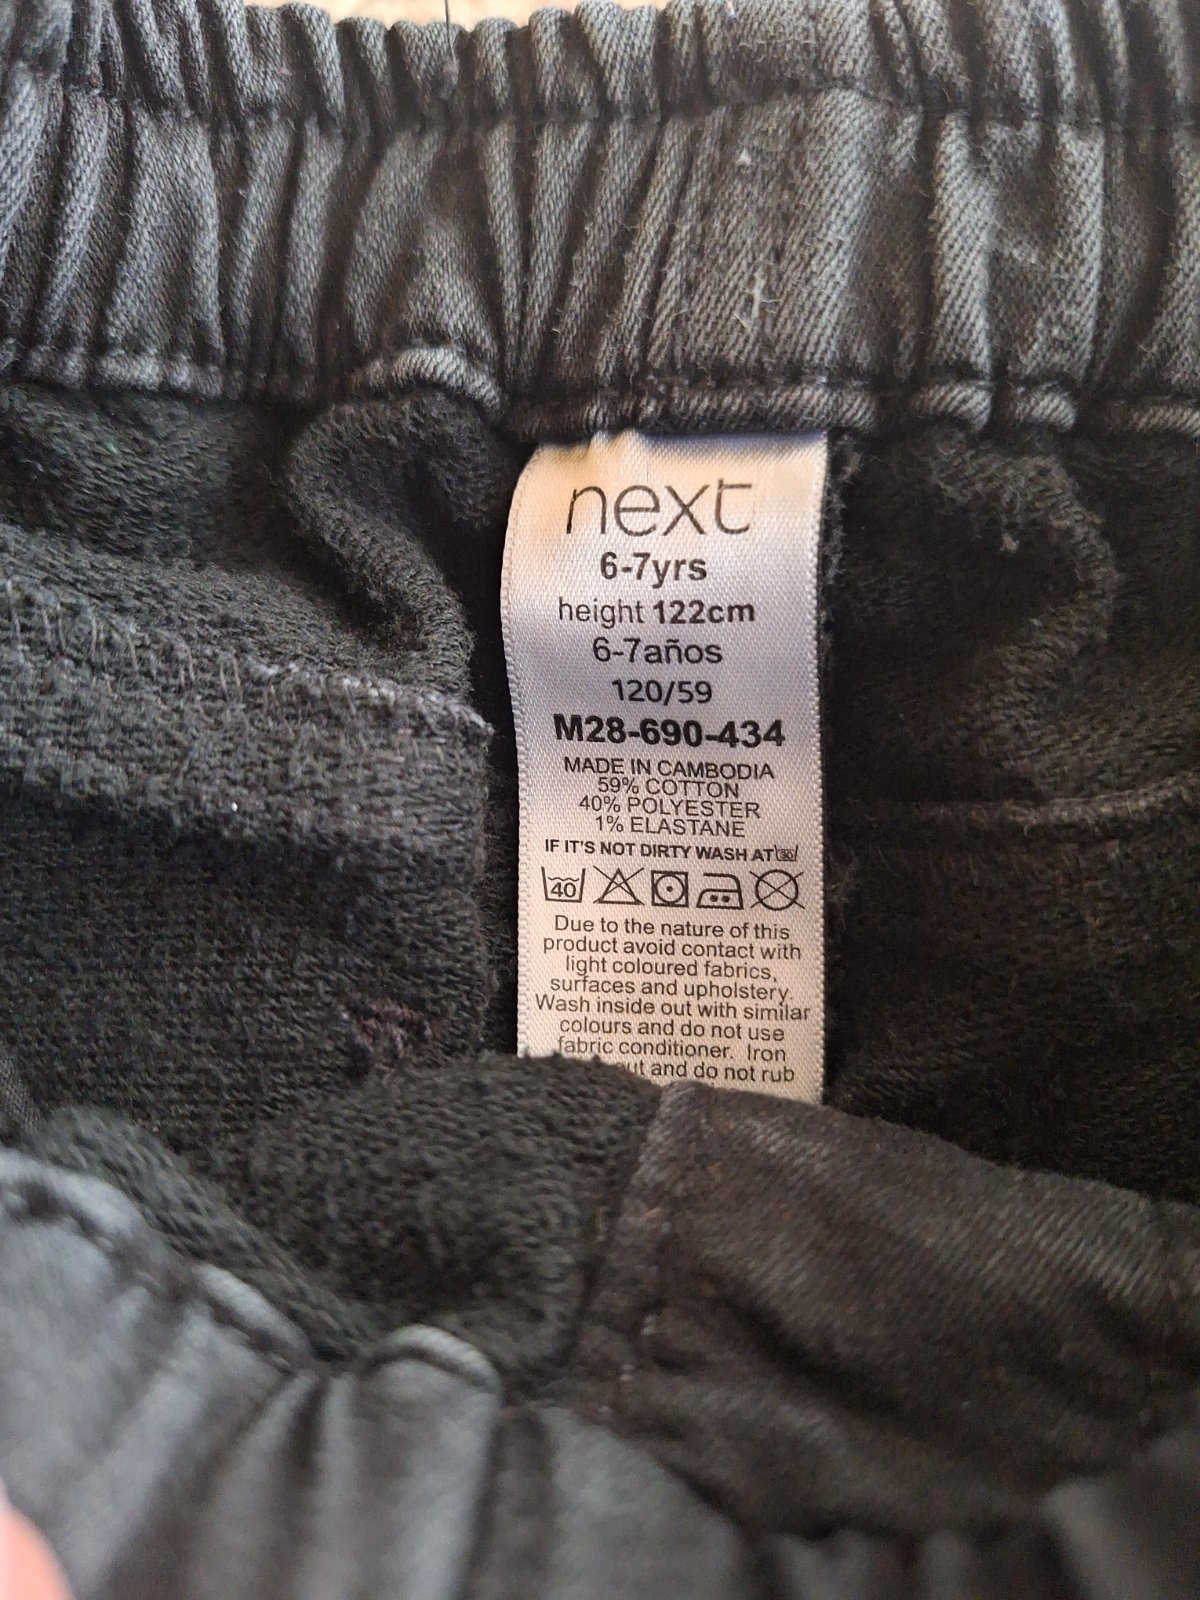 next
6-7yrs
height 122cm
6-7años
120/59
M28-690-434
MADE IN CAMBODIA
59% COTTON
40% POLYESTER
1% ELASTANE
IF IT'S NOT DIRTY WASH AT 30
40
Due to the nature of this
product avoid contact with
light coloured fabrics,
surfaces and upholstery.
Wash inside out with similar
colours and do not use
fabric conditioner. Iron
and do not rub